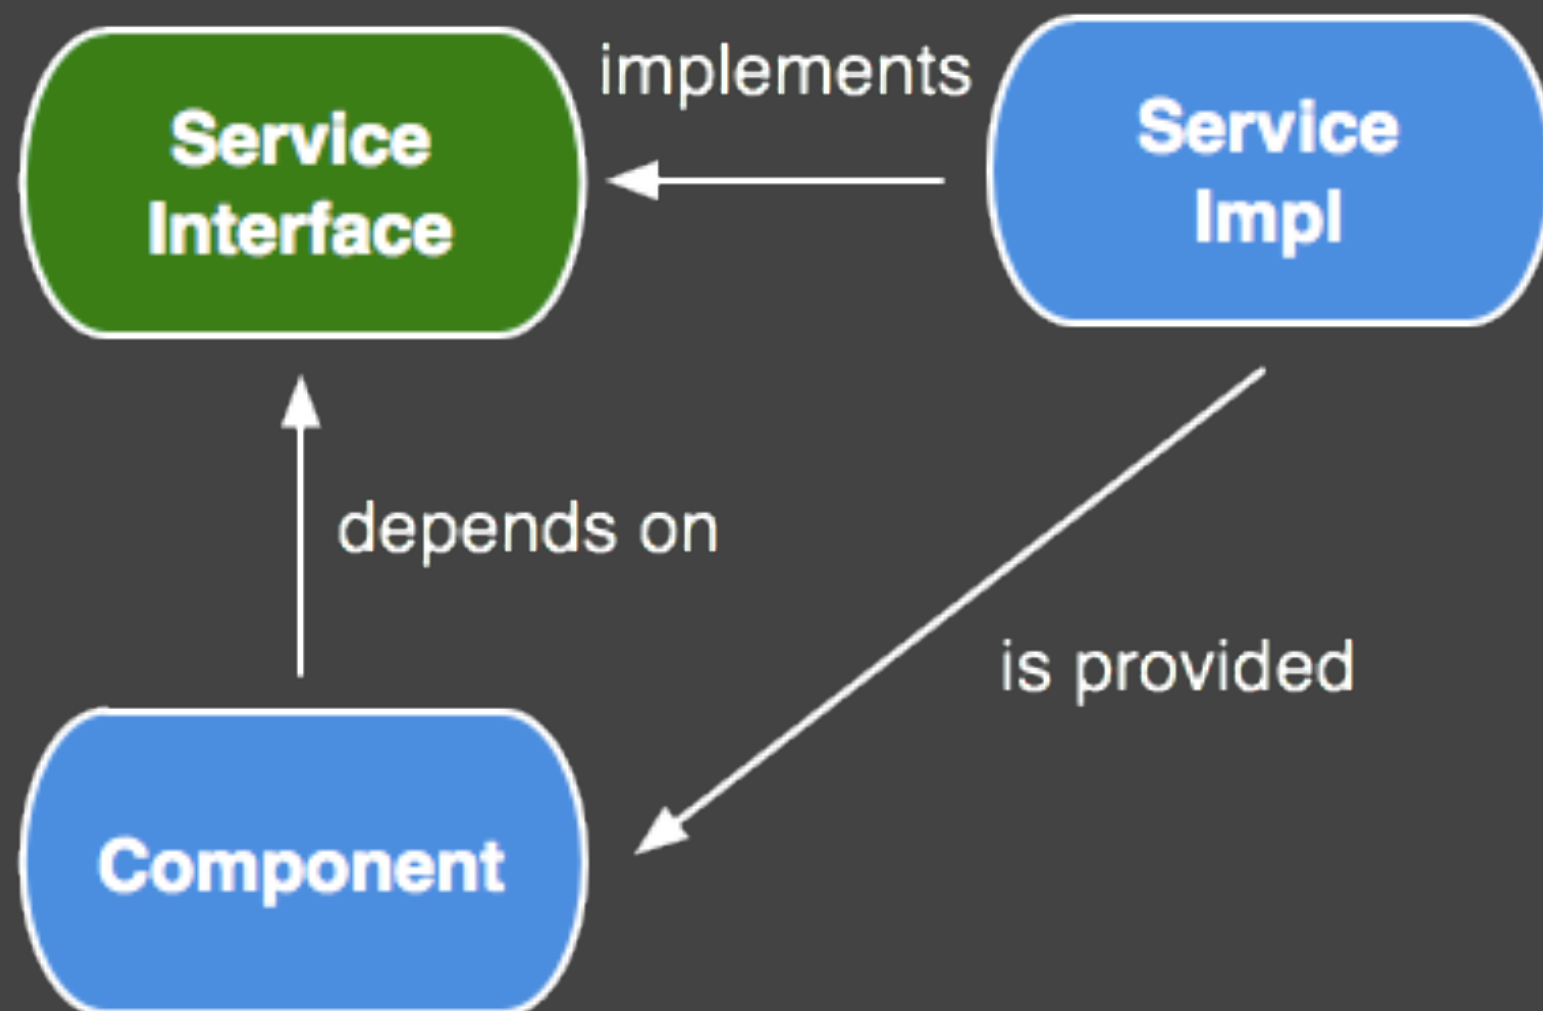 Service
Interface
implements
Service
Impl
depends on
is provided
Component